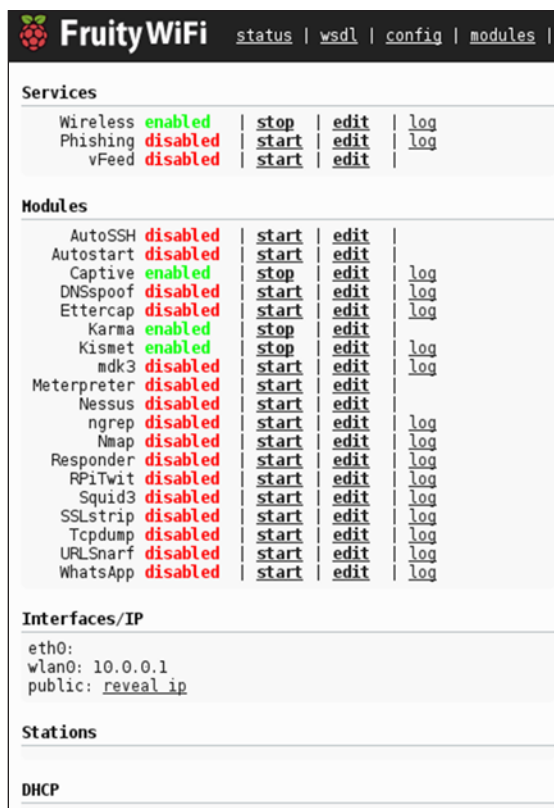 FruityWiFi status | wsdl | config | modules |
Services
Wireless enabled | stop | edit | log
Phishing disabled | start | edit | log
vFeed disabled | start | edit |
Modules
AutoSSH disabled | start | edit |
Autostart disabled | start | edit |
Captive enabled | stop | edit | log
DNSspoof disabled | start | edit | log
Ettercap disabled | start | edit | log
Karma enabled | stop | edit |
Kismet enabled | stop | edit | log
mdk3 disabled | start | edit | log
Meterpreter disabled | start | edit |
Nessus disabled | start | edit |
ngrep disabled | start | edit | log
Nmap disabled | start | edit | log
Responder disabled | start | edit | log
RPiTwit disabled | start | edit | log
Squid3 disabled | start | edit | log
SSLstrip disabled | start | edit | log
Tcpdump disabled | start | edit | log
URLSnarf disabled | start | edit | log
WhatsApp disabled | start | edit | log
Interfaces/IP
eth0:
wlan0: 10.0.0.1
public: reveal ip
Stations
DHCP